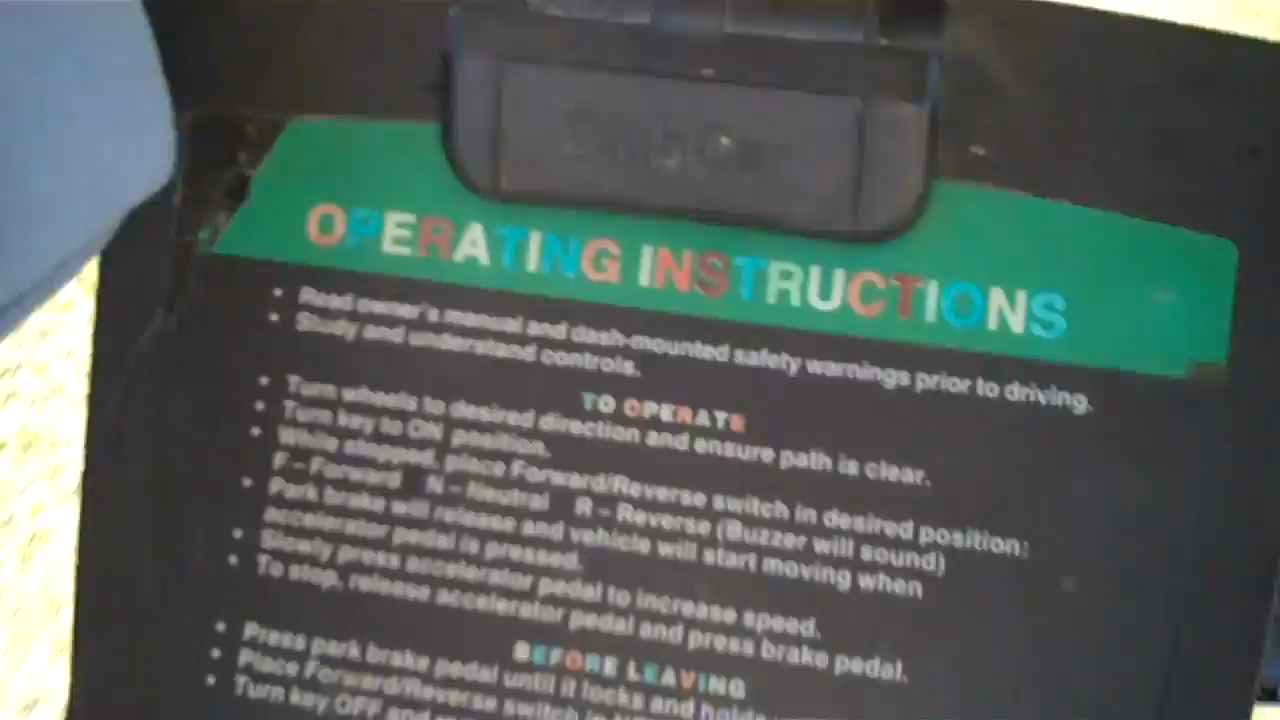 Club Car
OPERATING INSTRUCTIONS
• Read owner's manual and dash-mounted safety warnings prior to driving.
• Study and understand controls.
TO OPERATE
• Turn wheels to desired direction and ensure path is clear.
• Turn key to ON position.
• While stopped, place Forward/Reverse switch in desired position:
F – Forward N – Neutral R – Reverse (Buzzer will sound)
• Park brake will release and vehicle will start moving when
accelerator pedal is pressed.
• Slowly press accelerator pedal to increase speed.
• To stop, release accelerator pedal and press brake pedal.
BEFORE LEAVING
• Press park brake pedal until it locks and holds
• Place Forward/Reverse switch in
• Turn key OFF and